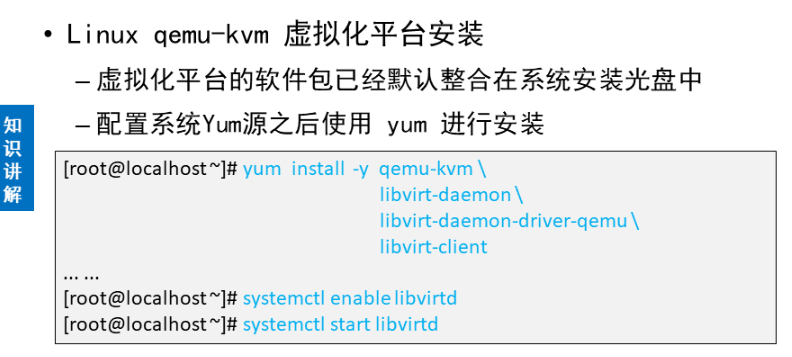 • Linux qemu-kvm 虚拟化平台安装
– 虚拟化平台的软件包已经默认整合在系统安装光盘中
– 配置系统Yum源之后使用 yum 进行安装
知识讲解
[root@localhost ~]# yum install -y qemu-kvm \
libvirt-daemon \
libvirt-daemon-driver-qemu \
libvirt-client
... ...
[root@localhost ~]# systemctl enable libvirtd
[root@localhost ~]# systemctl start libvirtd